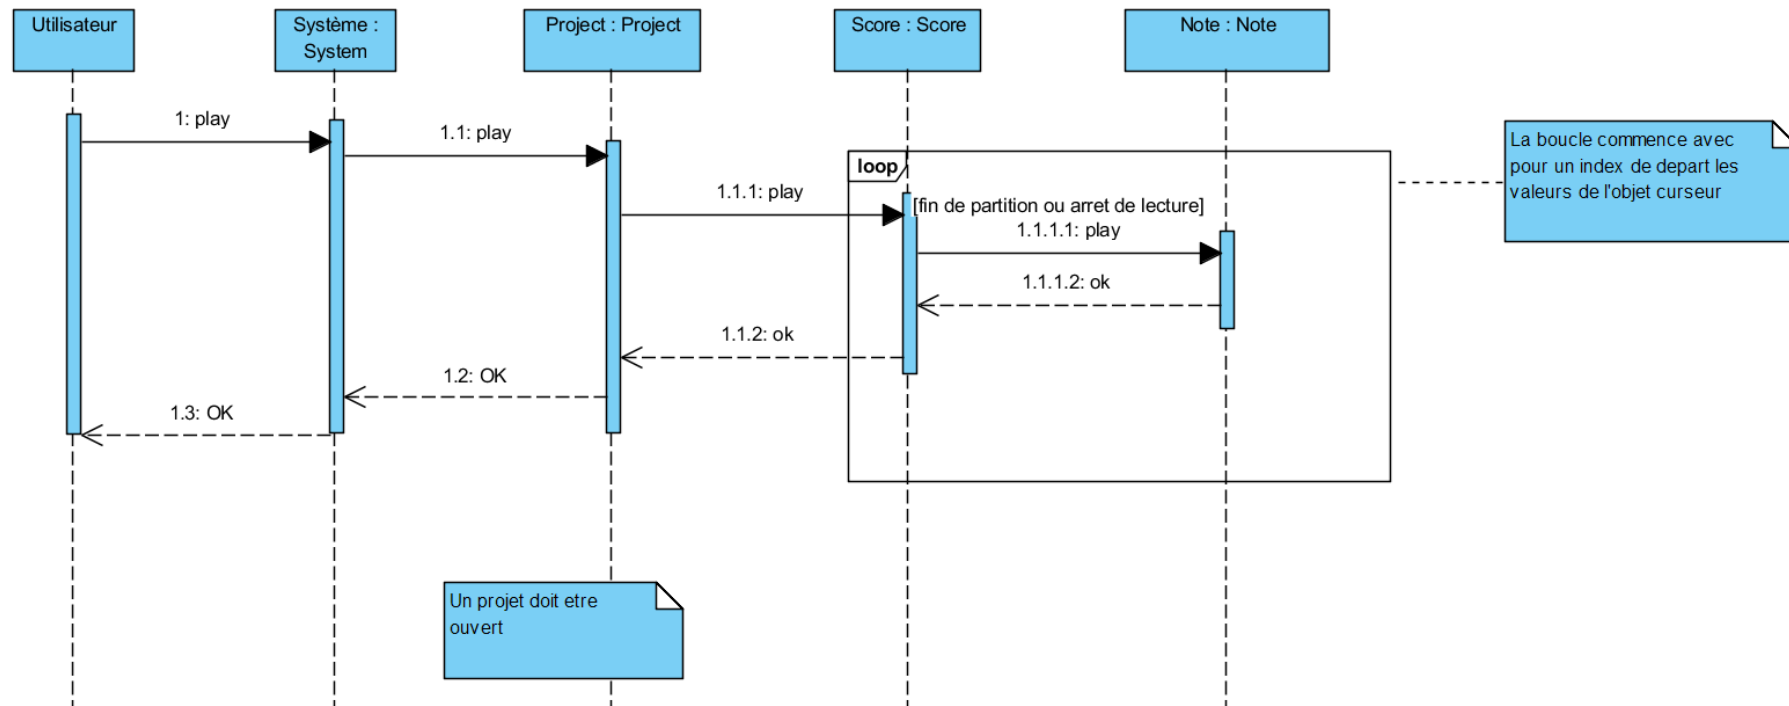 Utilisateur
Système :
System
Project : Project
Score : Score
Note : Note
1: play
1.1: play
1.1.1: play
loop
[fin de partition ou arret de lecture]
1.1.1.1: play
1.1.1.2: ok
1.1.2: ok
1.2: OK
1.3: OK
La boucle commence avec
pour un index de depart les
valeurs de l'objet curseur
Un projet doit etre
ouvert